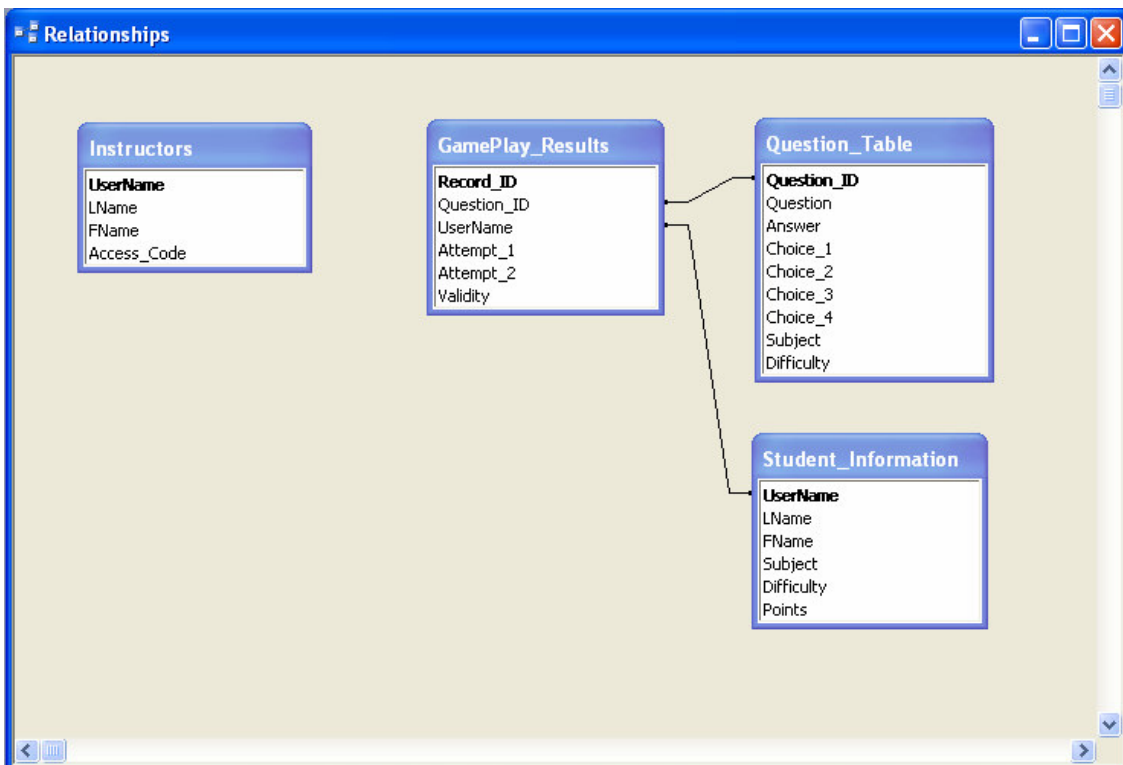 Relationships
Instructors
UserName
LName
FName
Access_Code
GamePlay_Results
Record_ID
Question_ID
UserName
Attempt_1
Attempt_2
Validity
Question_Table
Question_ID
Question
Answer
Choice_1
Choice_2
Choice_3
Choice_4
Subject
Difficulty
Student_Information
UserName
LName
FName
Subject
Difficulty
Points